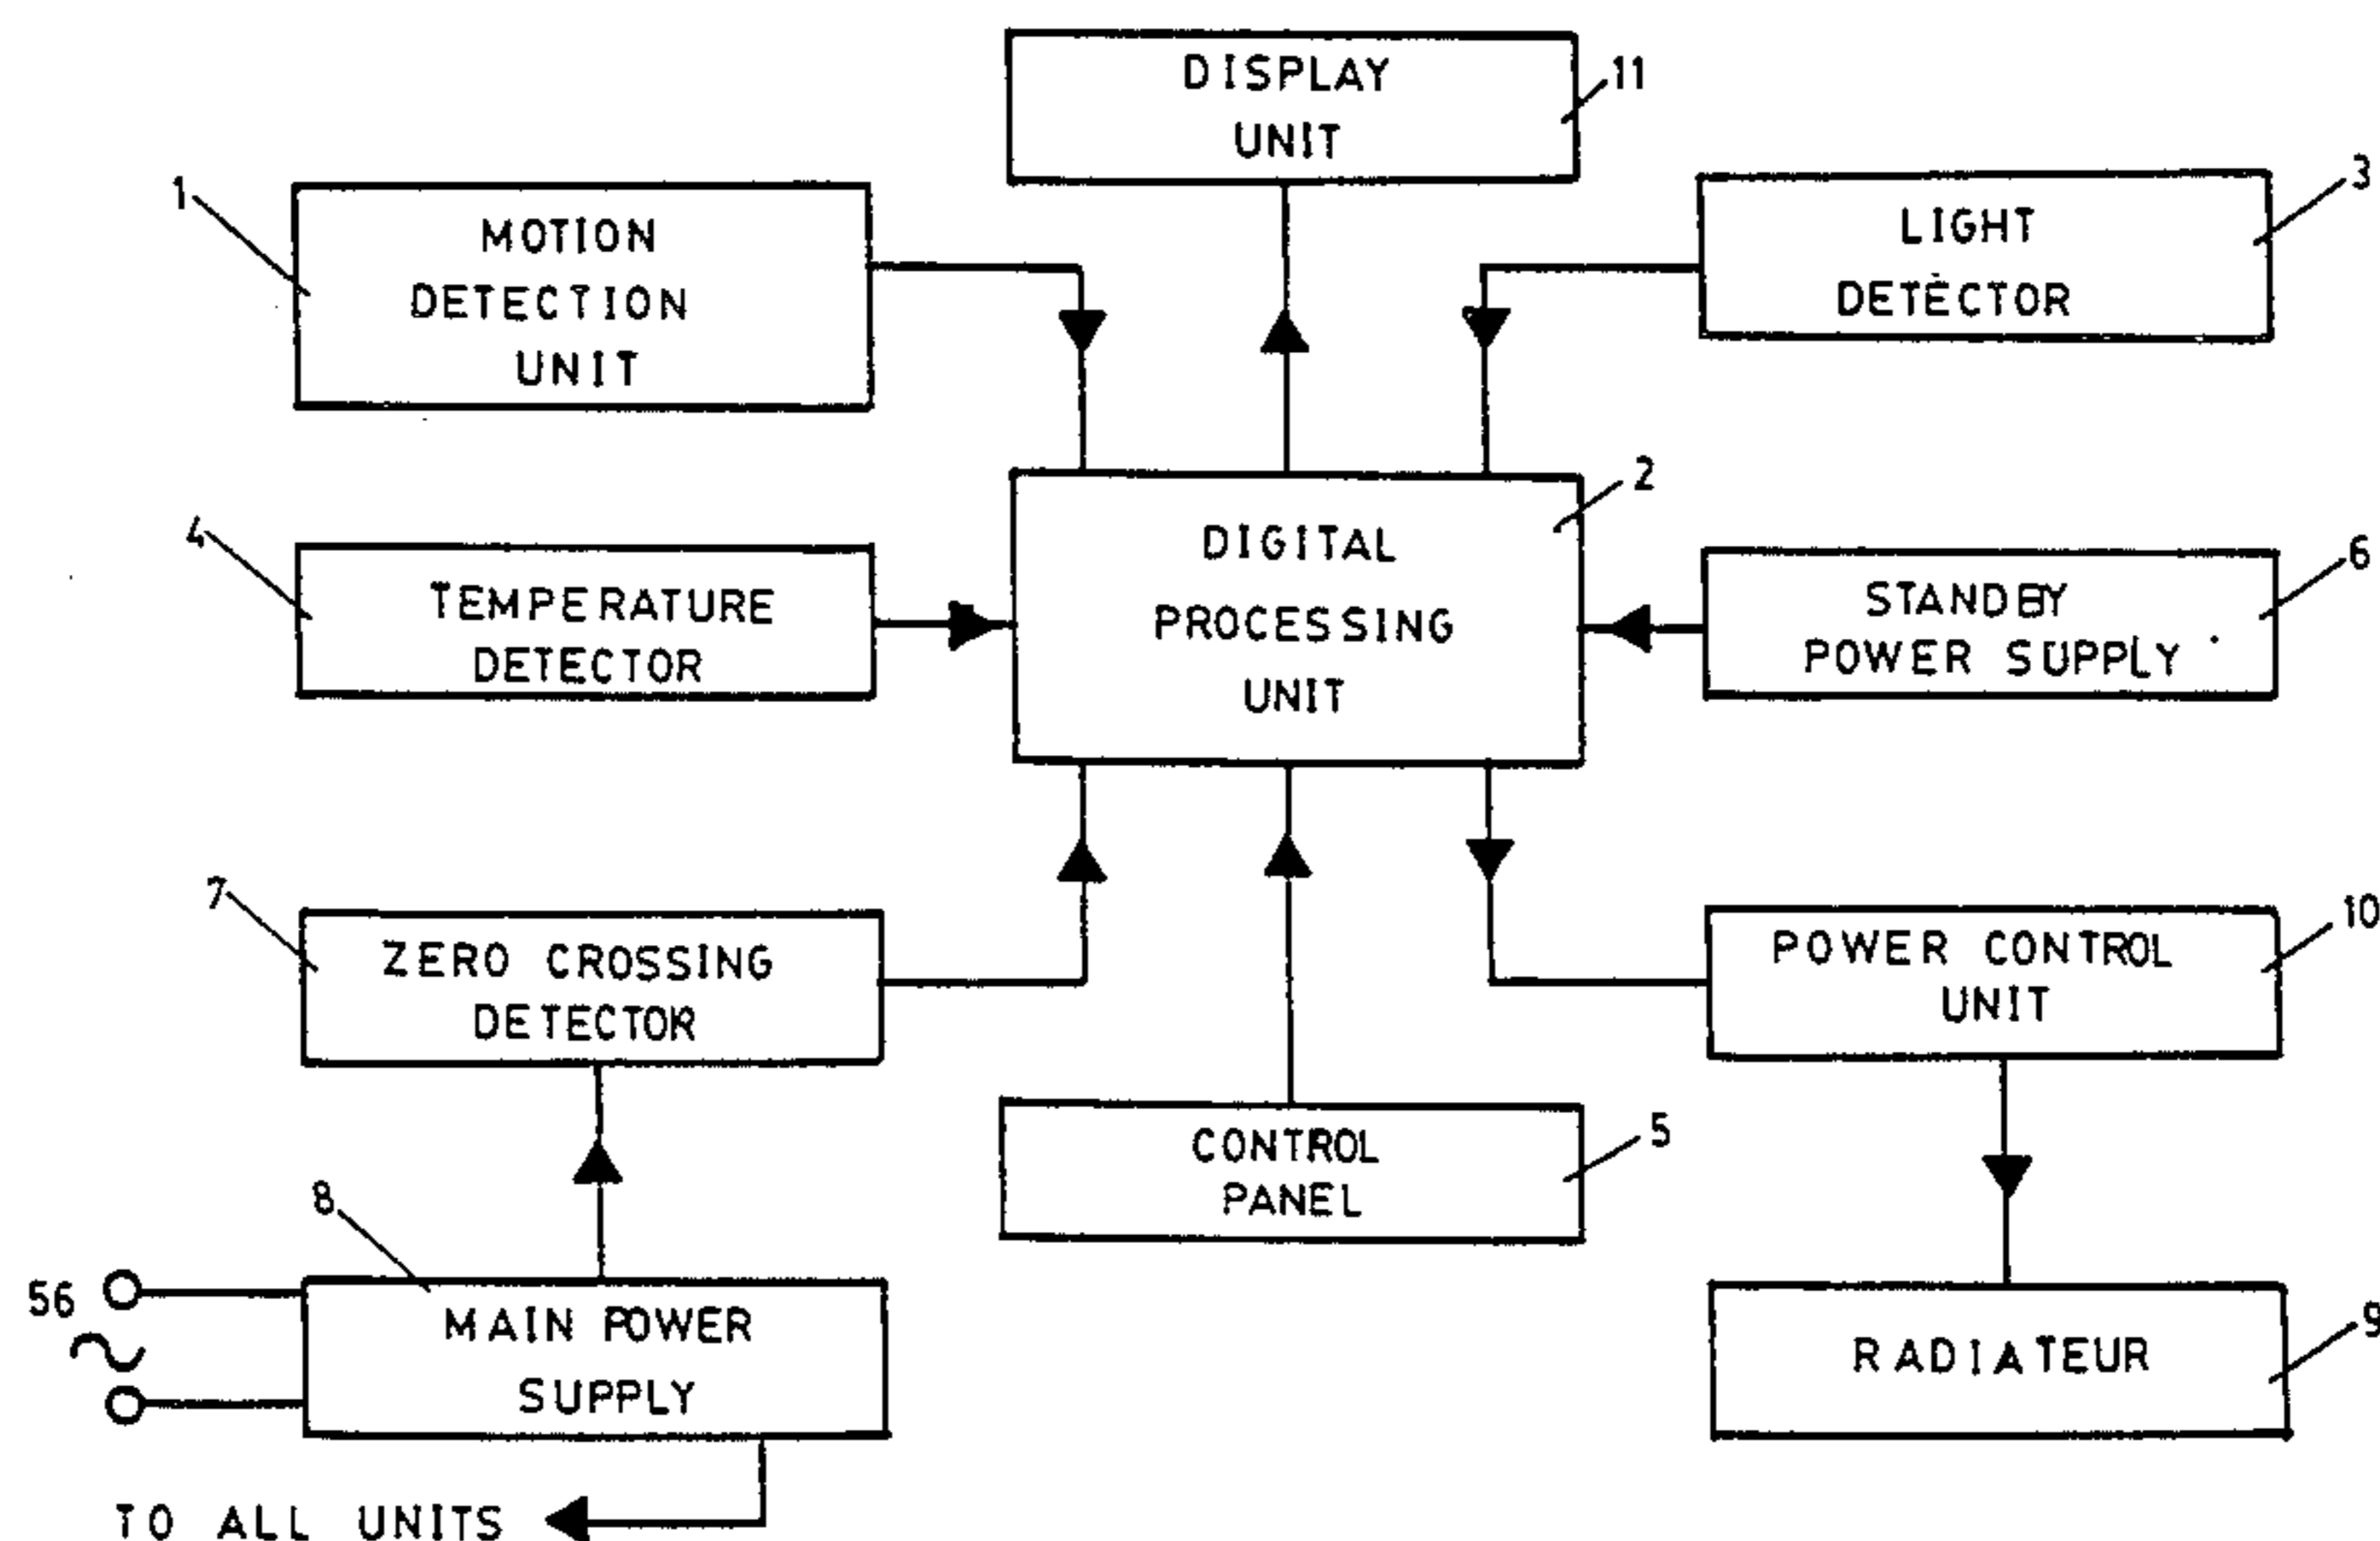 DISPLAY
UNIT
11
1
MOTION
DETECTION
UNIT
3
LIGHT
DETECTOR
2
DIGITAL
PROCESSING
UNIT
4
TEMPERATURE
DETECTOR
6
STANDBY
POWER SUPPLY
7
ZERO CROSSING
DETECTOR
10
POWER CONTROL
UNIT
5
CONTROL
PANEL
8
56
MAIN POWER
SUPPLY
9
RADIATEUR
TO ALL UNITS